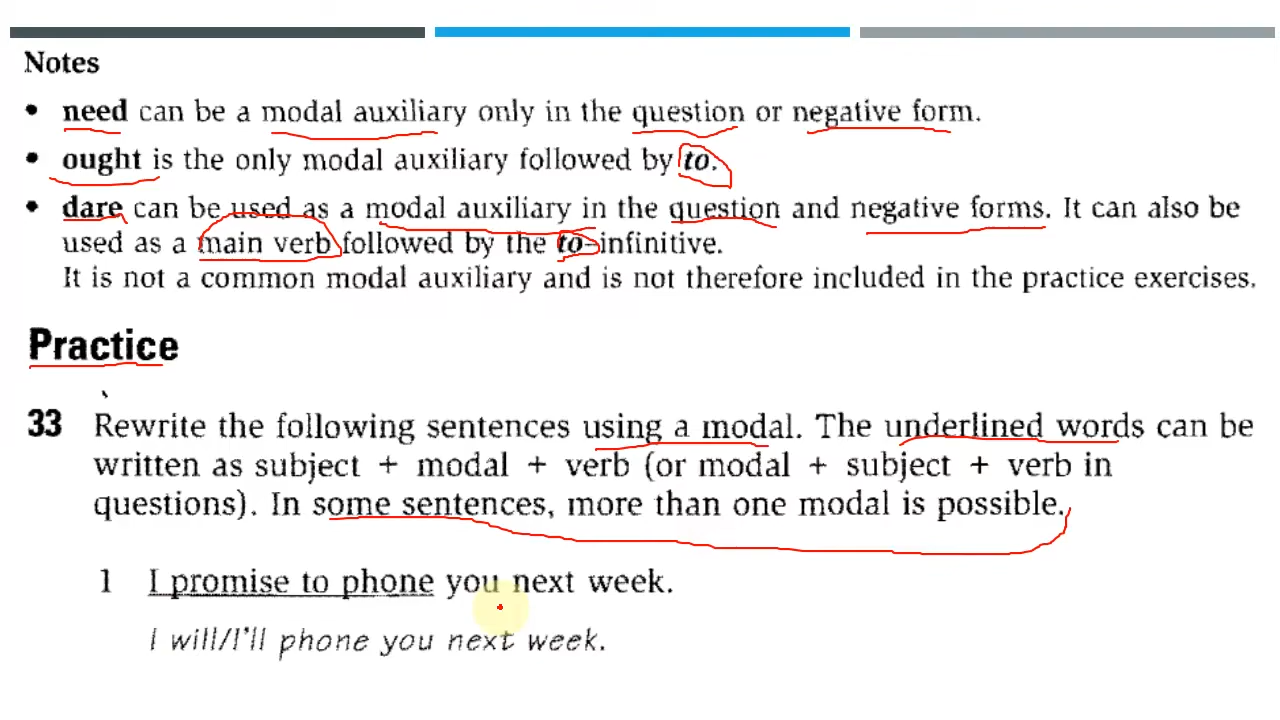 Notes
• need can be a modal auxiliary only in the question or negative form.
• ought is the only modal auxiliary followed by to.
• dare can be used as a modal auxiliary in the question and negative forms. It can also be
used as a main verb followed by the to-infinitive.
It is not a common modal auxiliary and is not therefore included in the practice exercises.
Practice
33 Rewrite the following sentences using a modal. The underlined words can be
written as subject + modal + verb (or modal + subject + verb in
questions). In some sentences, more than one modal is possible.
1 I promise to phone you next week.
I will/I'll phone you next week.